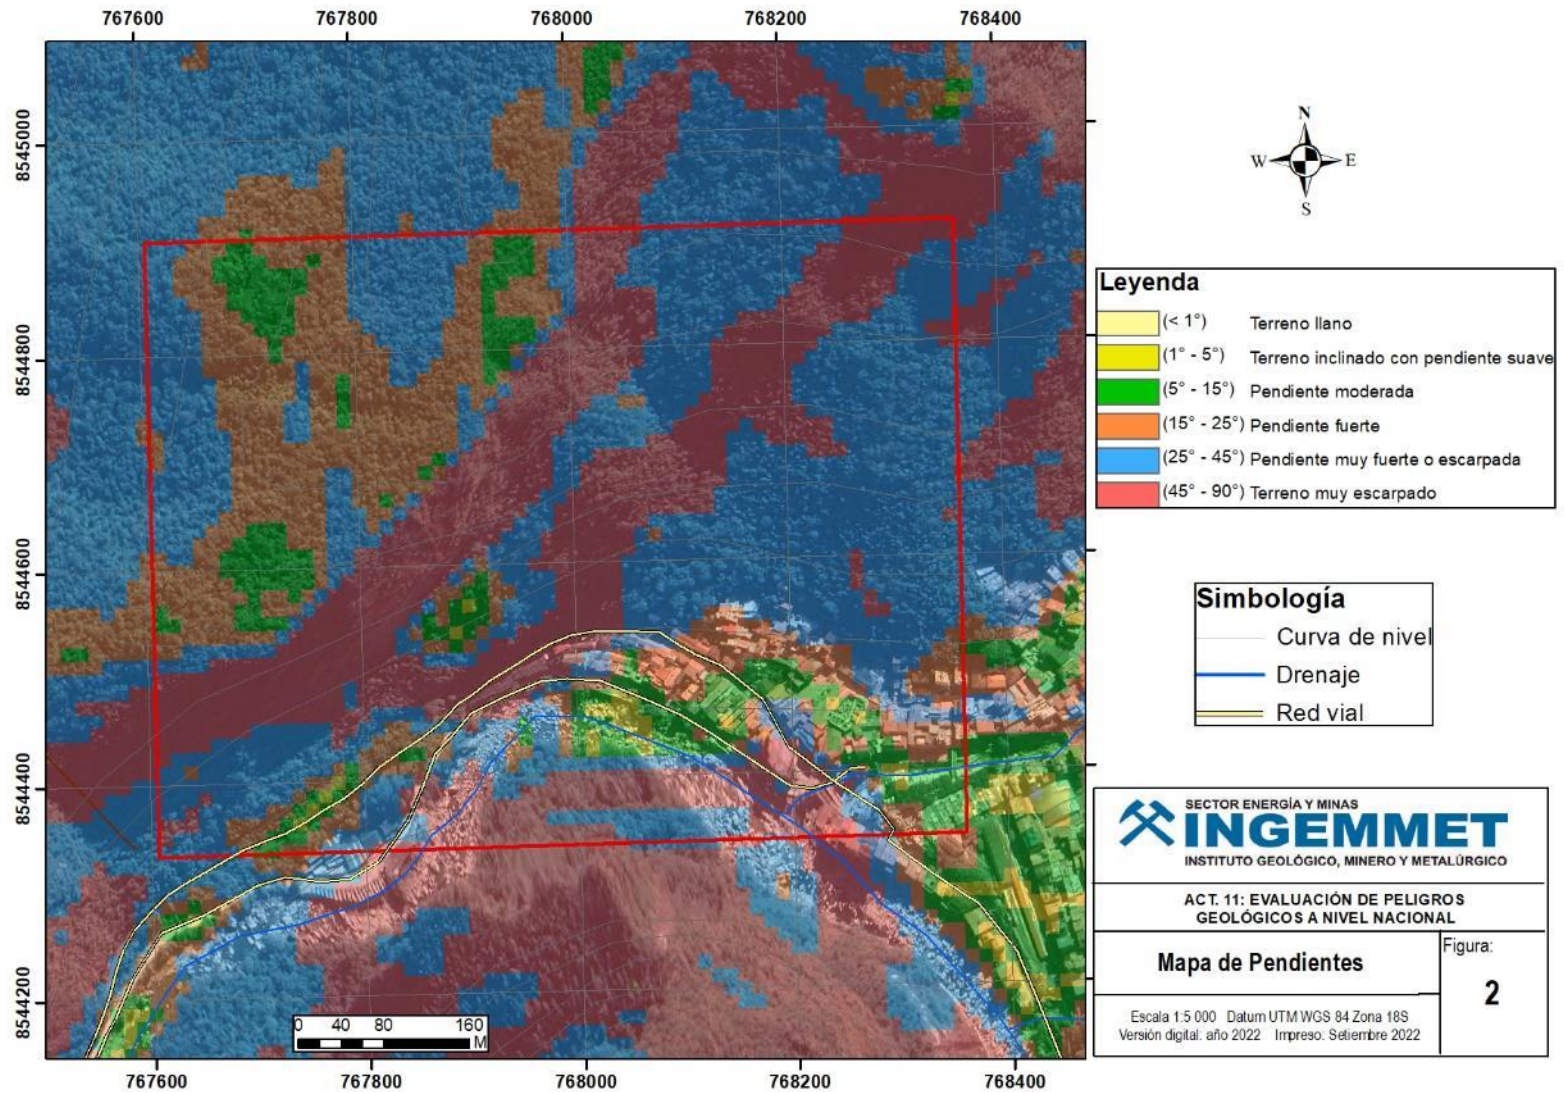 767600 767800 768000 768200 768400
8545000
8544800
8544600
8544400
8544200
N
W E
S
Leyenda
(< 1°) Terreno llano
(1° - 5°) Terreno inclinado con pendiente suave
(5° - 15°) Pendiente moderada
(15° - 25°) Pendiente fuerte
(25° - 45°) Pendiente muy fuerte o escarpada
(45° - 90°) Terreno muy escarpado
Simbología
Curva de nivel
Drenaje
Red vial
SECTOR ENERGÍA Y MINAS
INGEMMET
INSTITUTO GEOLÓGICO, MINERO Y METALÚRGICO
ACT. 11: EVALUACIÓN DE PELIGROS
GEOLÓGICOS A NIVEL NACIONAL
Mapa de Pendientes
Figura:
2
Escala 1:5 000 Datum UTM WGS 84 Zona 18S
Versión digital: año 2022 Impreso: Setiembre 2022
0 40 80 160
M
767600 767800 768000 768200 768400